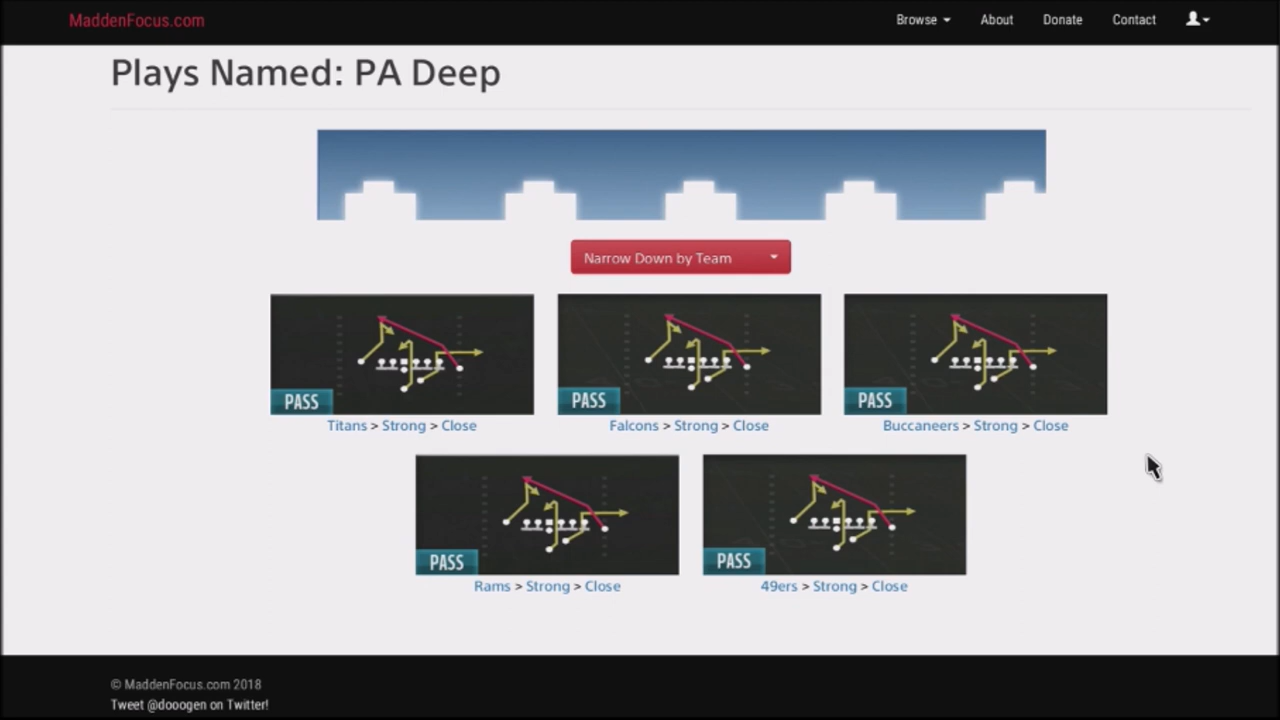 MaddenFocus.com
Browse About Donate Contact
Plays Named: PA Deep
Narrow Down by Team
PASS PASS PASS
Titans > Strong > Close
Falcons > Strong > Close
Buccaneers > Strong > Close
PASS PASS
Rams > Strong > Close
49ers > Strong > Close
© MaddenFocus.com 2018
Tweet @dooogen on Twitter!